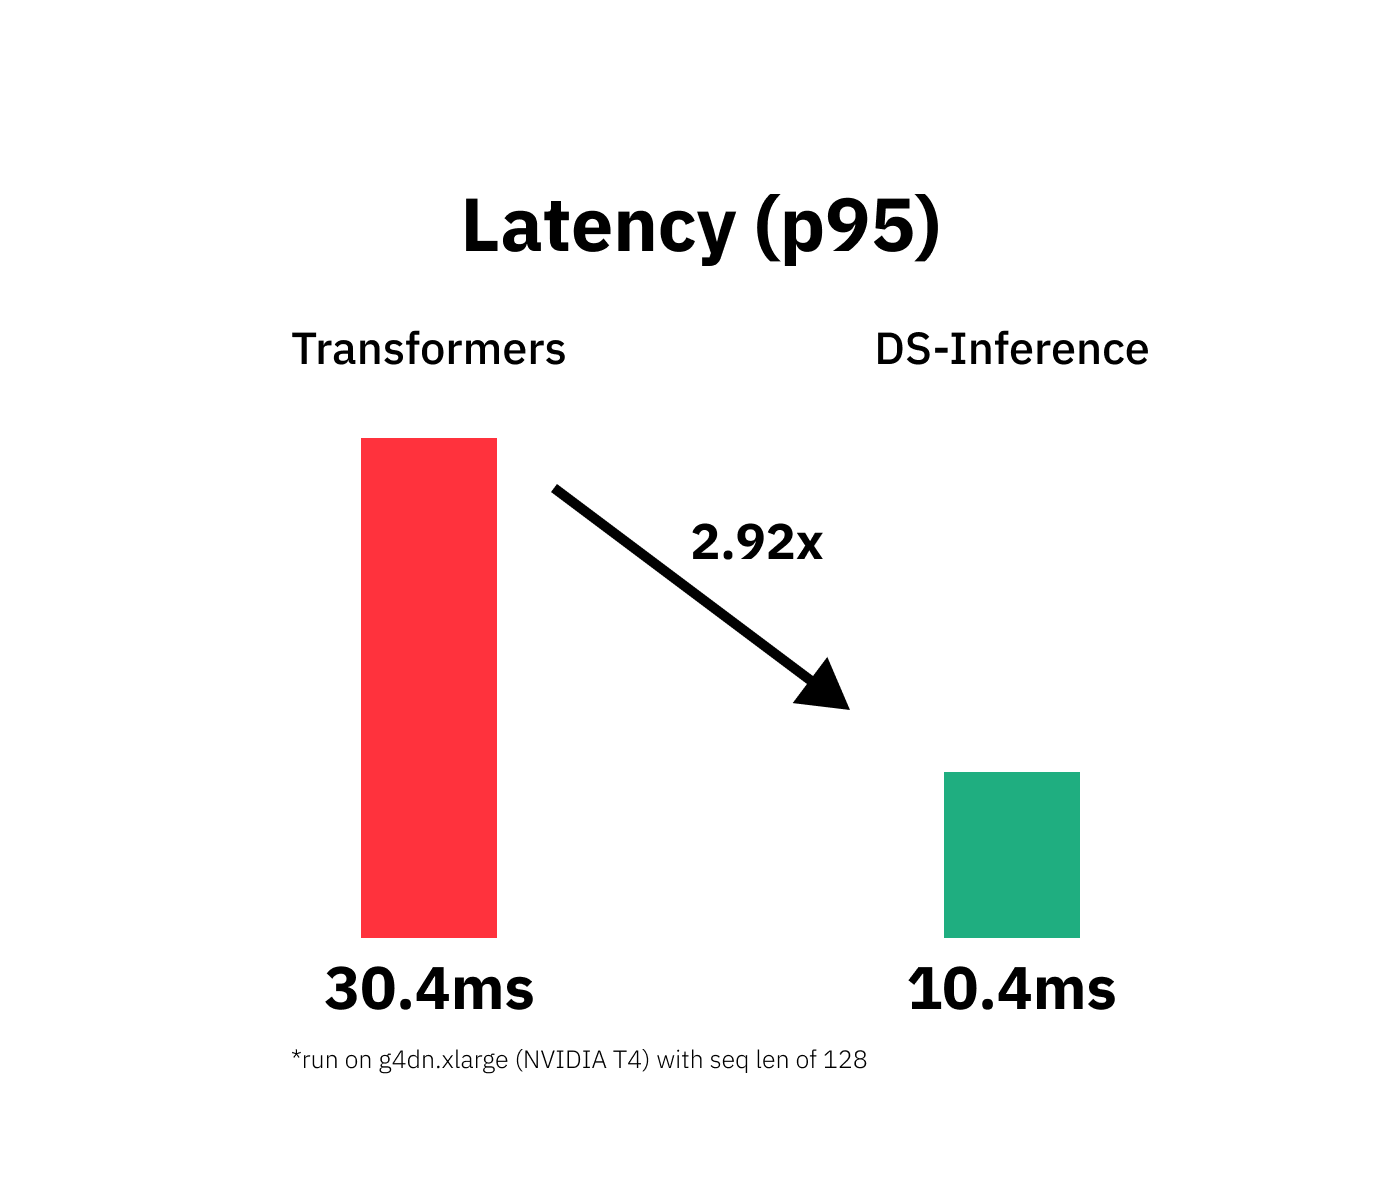 Latency (p95)
Transformers
DS-Inference
2.92x
30.4ms
10.4ms
*run on g4dn.xlarge (NVIDIA T4) with seq len of 128